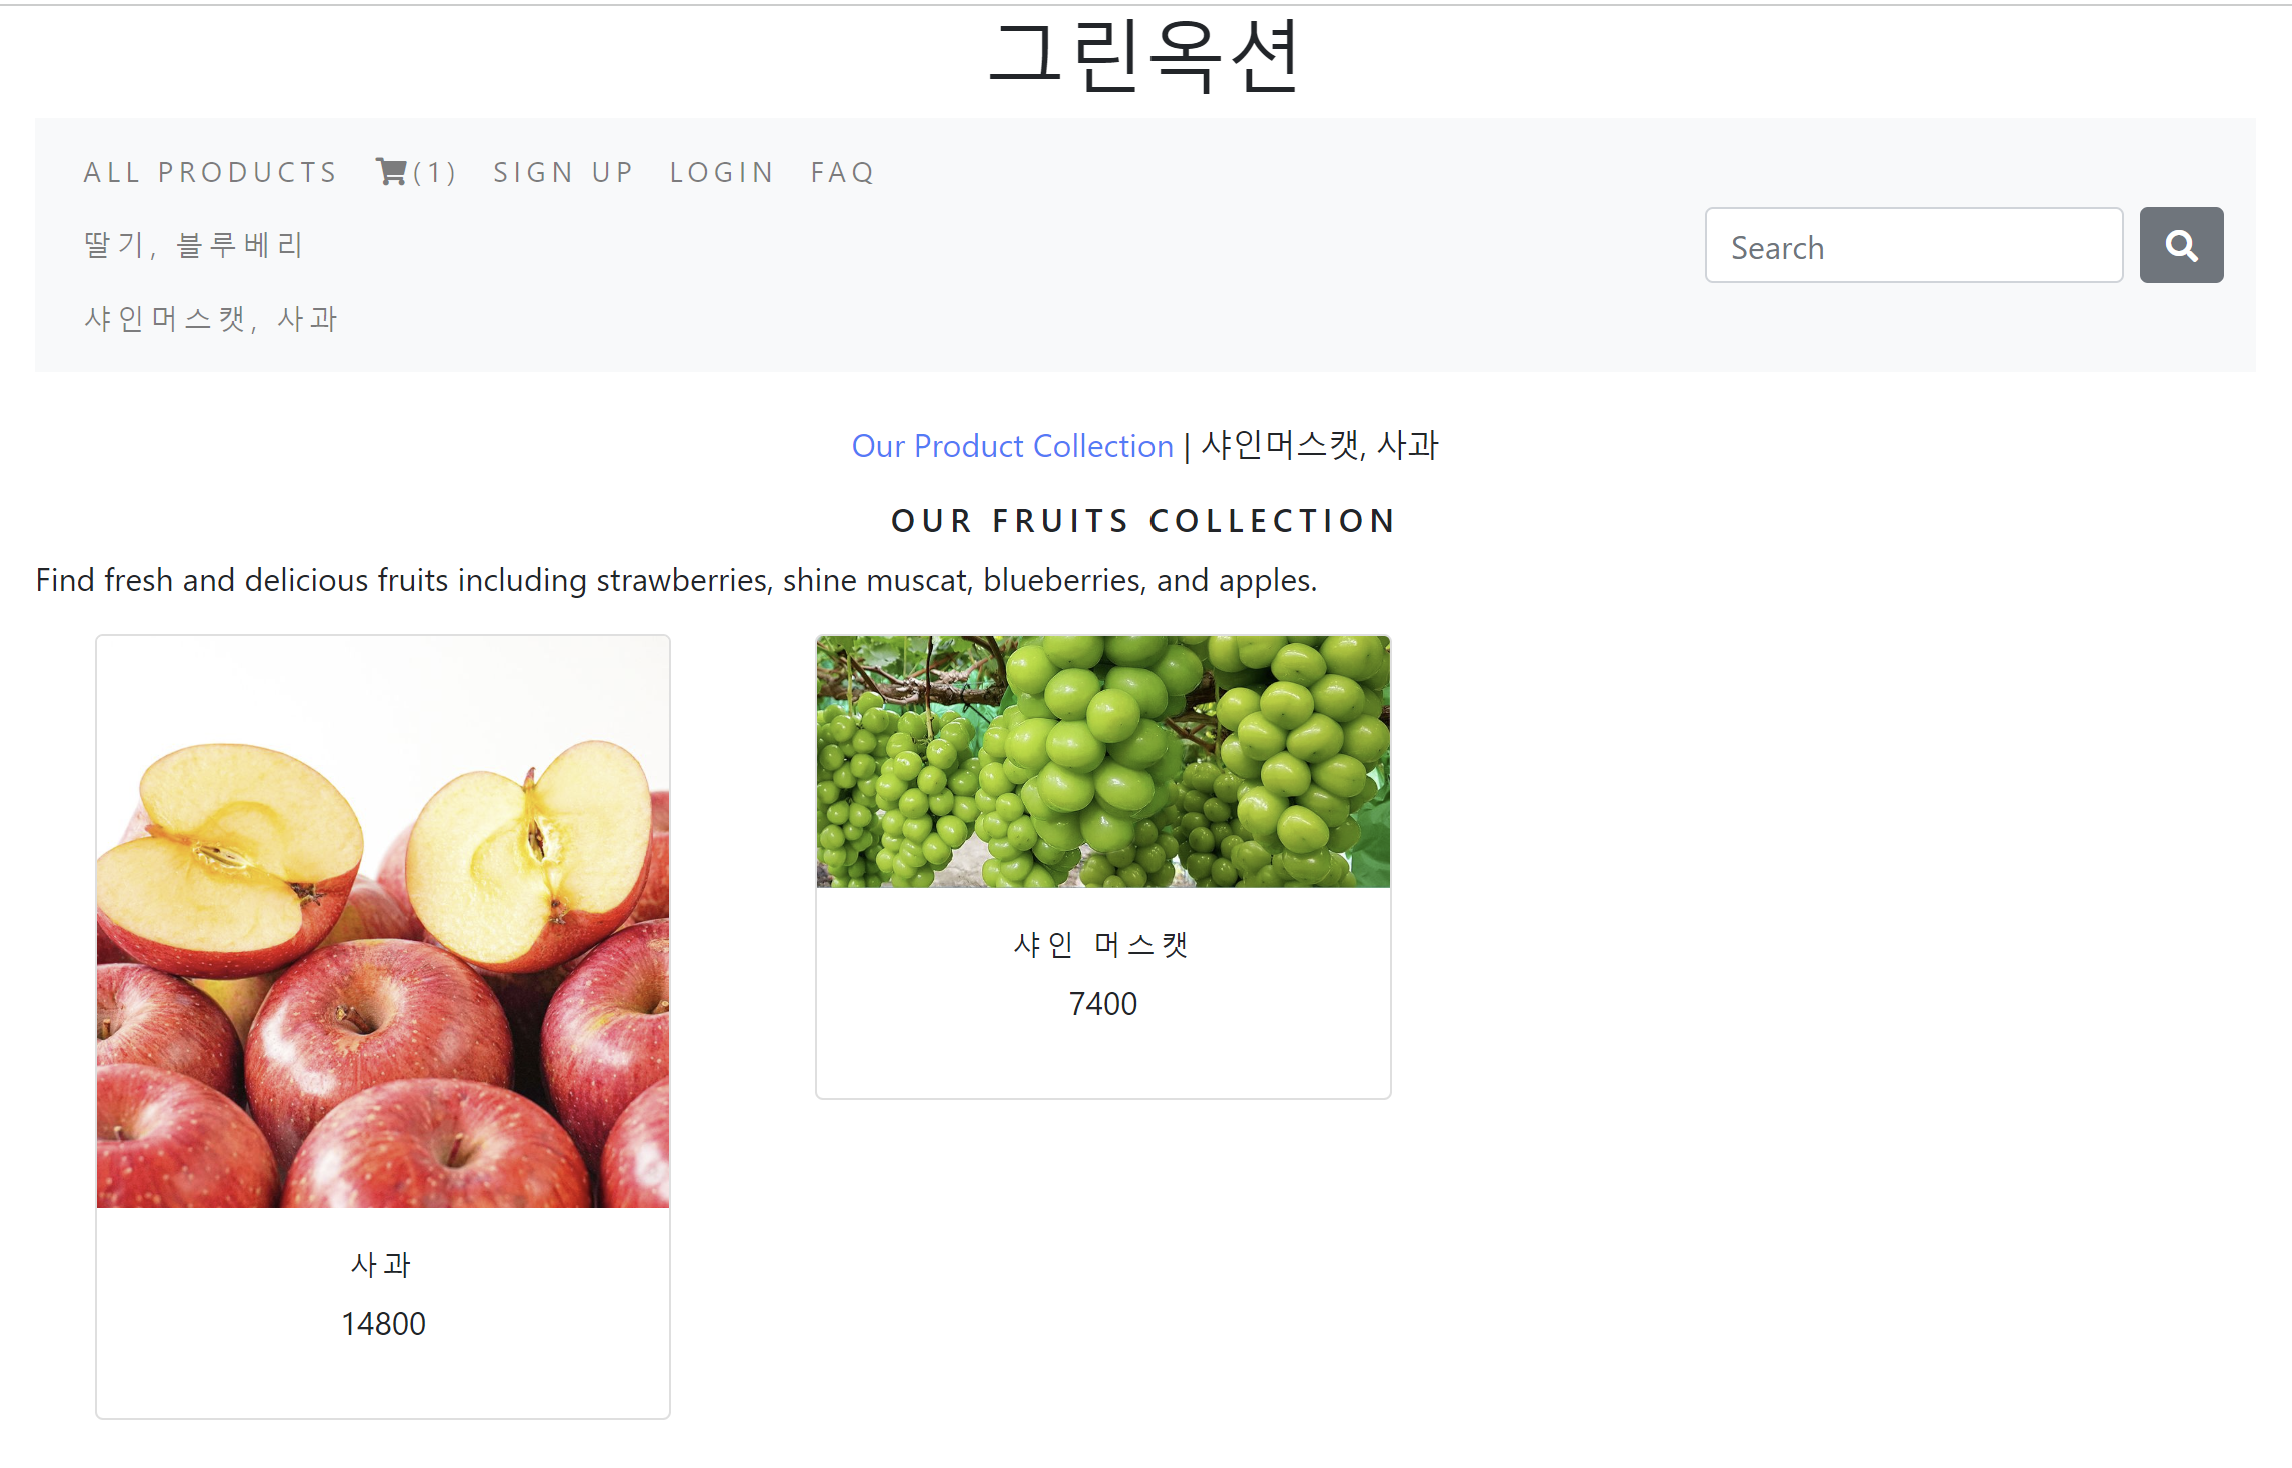 그린옥션
ALL PRODUCTS (1) SIGN UP LOGIN FAQ
딸기, 블루베리
샤인머스캣, 사과
Search
Our Product Collection | 샤인머스캣, 사과
OUR FRUITS COLLECTION
Find fresh and delicious fruits including strawberries, shine muscat, blueberries, and apples.
사과
14800
샤인 머스캣
7400